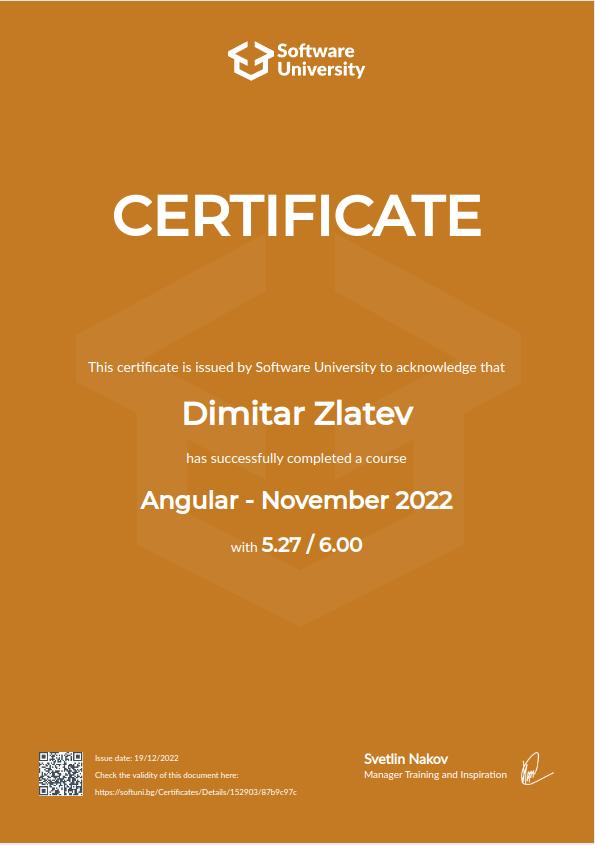 Software
University
CERTIFICATE
This certificate is issued by Software University to acknowledge that
Dimitar Zlatev
has successfully completed a course
Angular - November 2022
with 5.27 / 6.00
Issue date: 19/12/2022
Check the validity of this document here:
https://softuni.bg/Certificates/Details/152903/87b9c97c
Svetlin Nakov
Manager Training and Inspiration